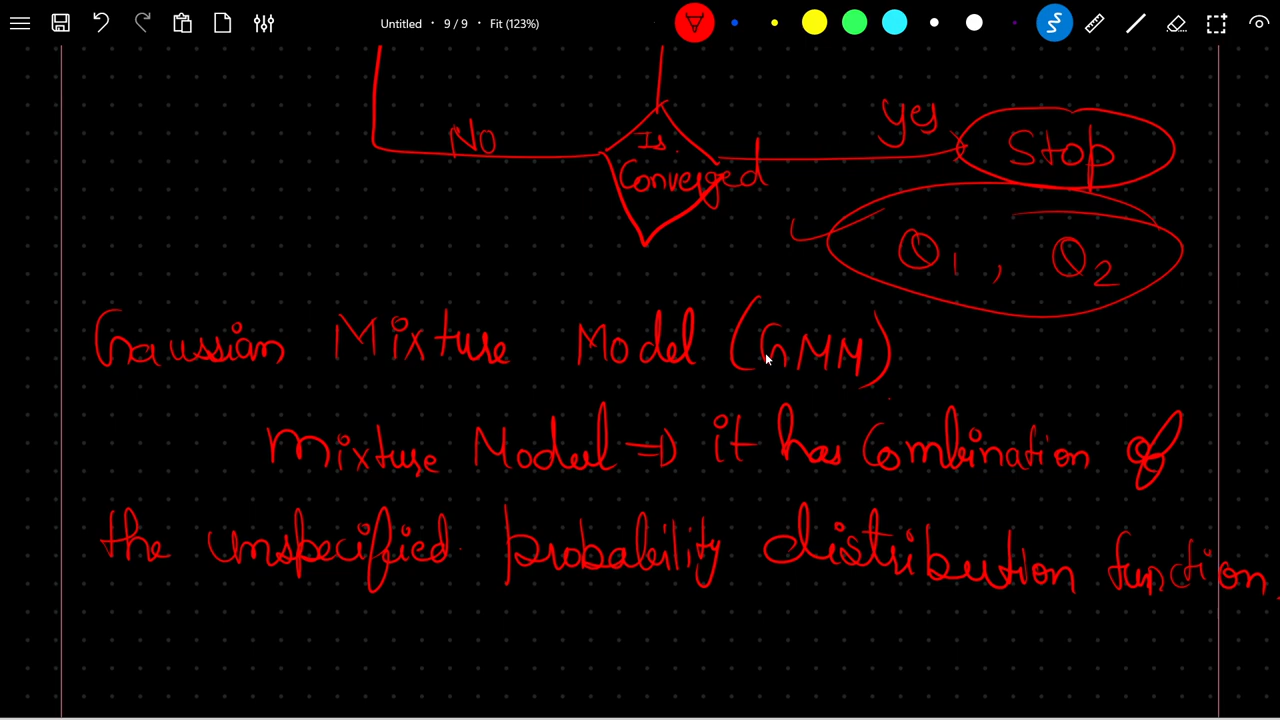 Untitled • 9 / 9 • Fit (123%)
No
Is
Converged
yes
Stop
θ1, θ2
Gaussian Mixture Model (GMM)
Mixture Model ⇒ it has Combination of
the unspecified probability distribution function.